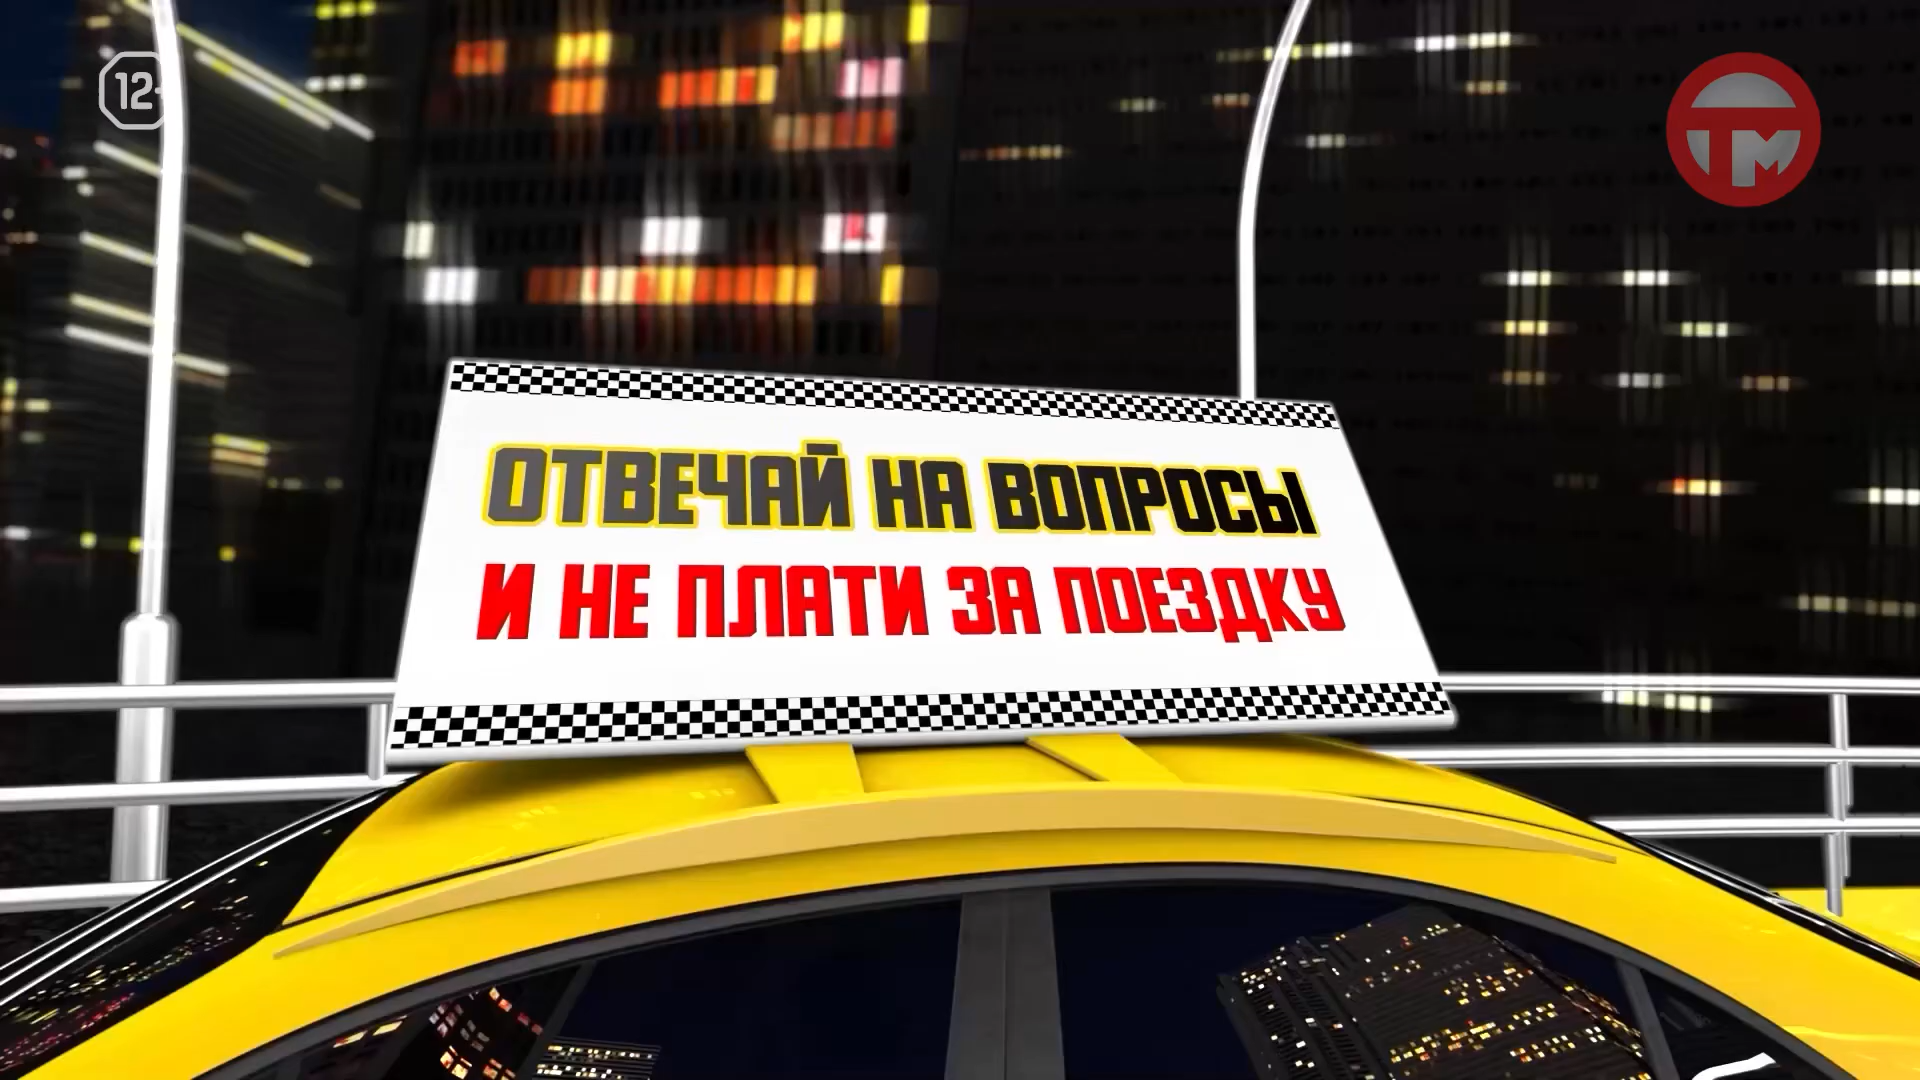 12+
ТМ
ОТВЕЧАЙ НА ВОПРОСЫ
И НЕ ПЛАТИ ЗА ПОЕЗДКУ